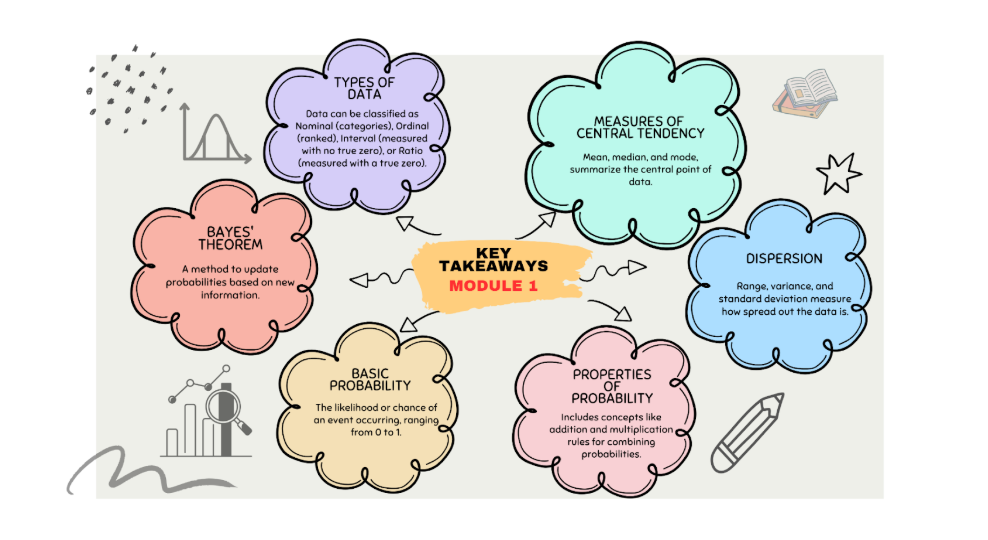 TYPES OF
DATA
Data can be classified as
Nominal (categories), Ordinal
(ranked), Interval (measured
with no true zero), or Ratio
(measured with a true zero).
MEASURES OF
CENTRAL TENDENCY
Mean, median, and mode,
summarize the central point of
data.
BAYES'
THEOREM
A method to update
probabilities based on new
information.
KEY
TAKEAWAYS
MODULE 1
DISPERSION
Range, variance, and
standard deviation measure
how spread out the data is.
BASIC
PROBABILITY
The likelihood or chance of
an event occurring, ranging
from 0 to 1.
PROPERTIES
OF
PROBABILITY
Includes concepts like
addition and multiplication
rules for combining
probabilities.